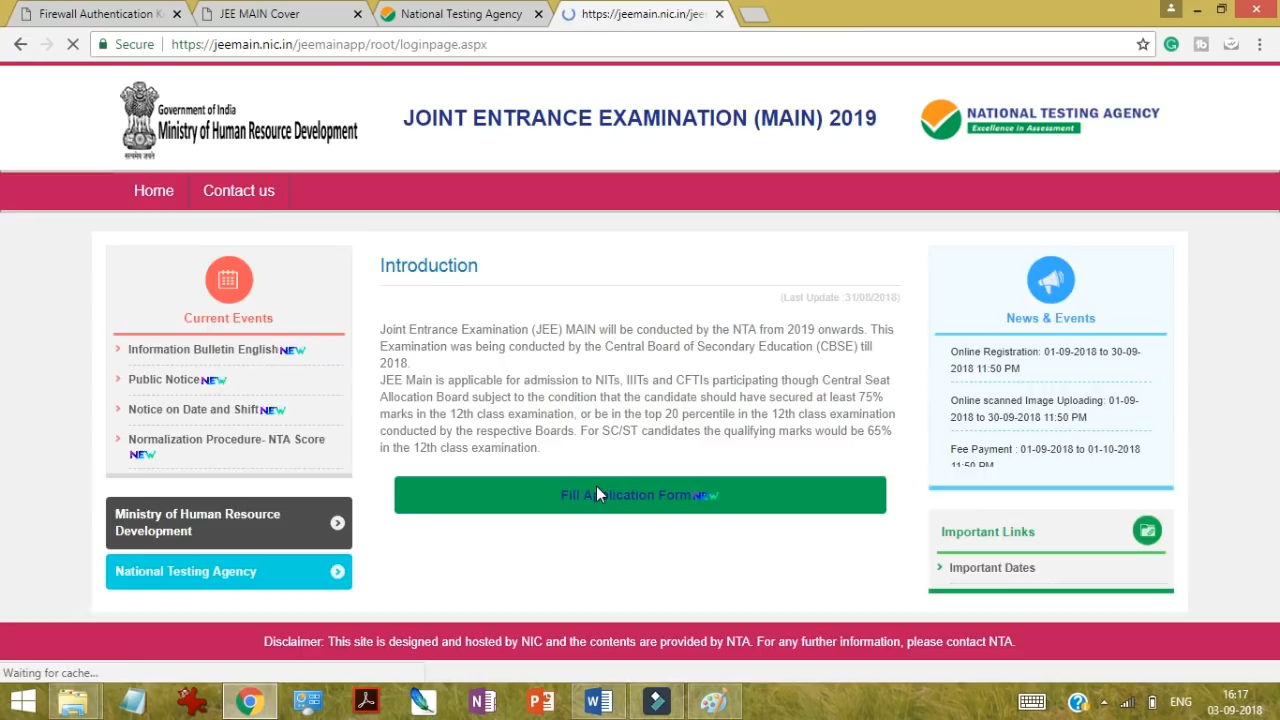 Firewall Authentication K
JEE MAIN Cover
National Testing Agency
https://jeemain.nic.in/jee
Secure
https://jeemain.nic.in/jeemainapp/root/loginpage.aspx
Government of India
Ministry of Human Resource Development
सत्यमेव जयते
JOINT ENTRANCE EXAMINATION (MAIN) 2019
NATIONAL TESTING AGENCY
Excellence in Assessment
Home
Contact us
Current Events
Information Bulletin English NEW
Public Notice NEW
Notice on Date and Shift NEW
Normalization Procedure- NTA Score
NEW
Ministry of Human Resource
Development
National Testing Agency
Introduction
(Last Update :31/08/2018)
Joint Entrance Examination (JEE) MAIN will be conducted by the NTA from 2019 onwards. This
Examination was being conducted by the Central Board of Secondary Education (CBSE) till
2018.
JEE Main is applicable for admission to NITs, IIITs and CFTIs participating though Central Seat
Allocation Board subject to the condition that the candidate should have secured at least 75%
marks in the 12th class examination, or be in the top 20 percentile in the 12th class examination
conducted by the respective Boards. For SC/ST candidates the qualifying marks would be 65%
in the 12th class examination.
Fill Application Form NEW
News & Events
Online Registration: 01-09-2018 to 30-09-
2018 11:50 PM
Online scanned Image Uploading: 01-09-
2018 to 30-09-2018 11:50 PM
Fee Payment : 01-09-2018 to 01-10-2018
11:50 PM
Important Links
Important Dates
Disclaimer: This site is designed and hosted by NIC and the contents are provided by NTA. For any further information, please contact NTA.
Waiting for cache...
ENG
16:17
03-09-2018